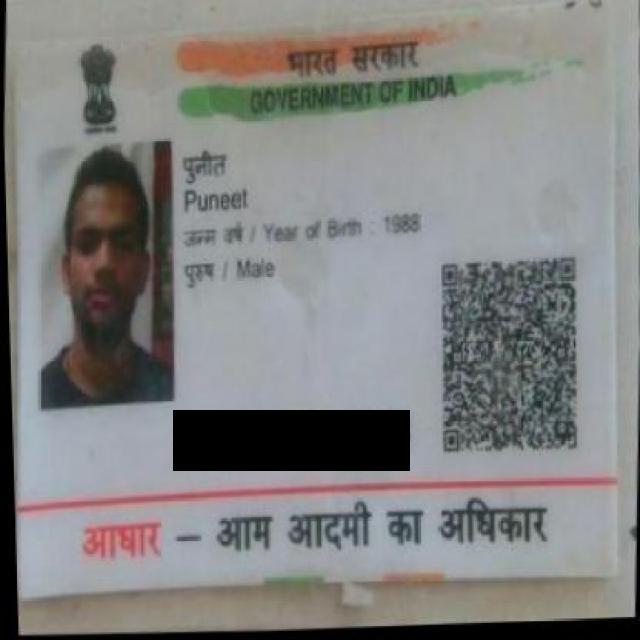 भारत सरकार
GOVERNMENT OF INDIA
पुनीत
Puneet
जन्म वर्ष / Year of Birth : 1988
पुरुष / Male
आधार – आम आदमी का अधिकार